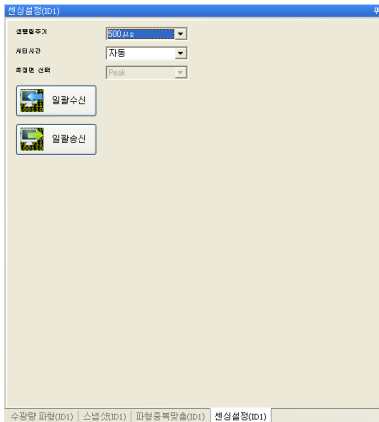 센싱설정(ID1)
샘플링주기
500μs
셔터시간
자동
측정면 선택
Peak
일괄수신
일괄송신
수광량 파형(ID1) 스냅샷(ID1) 파형중복맞춤(ID1) 센싱설정(ID1)